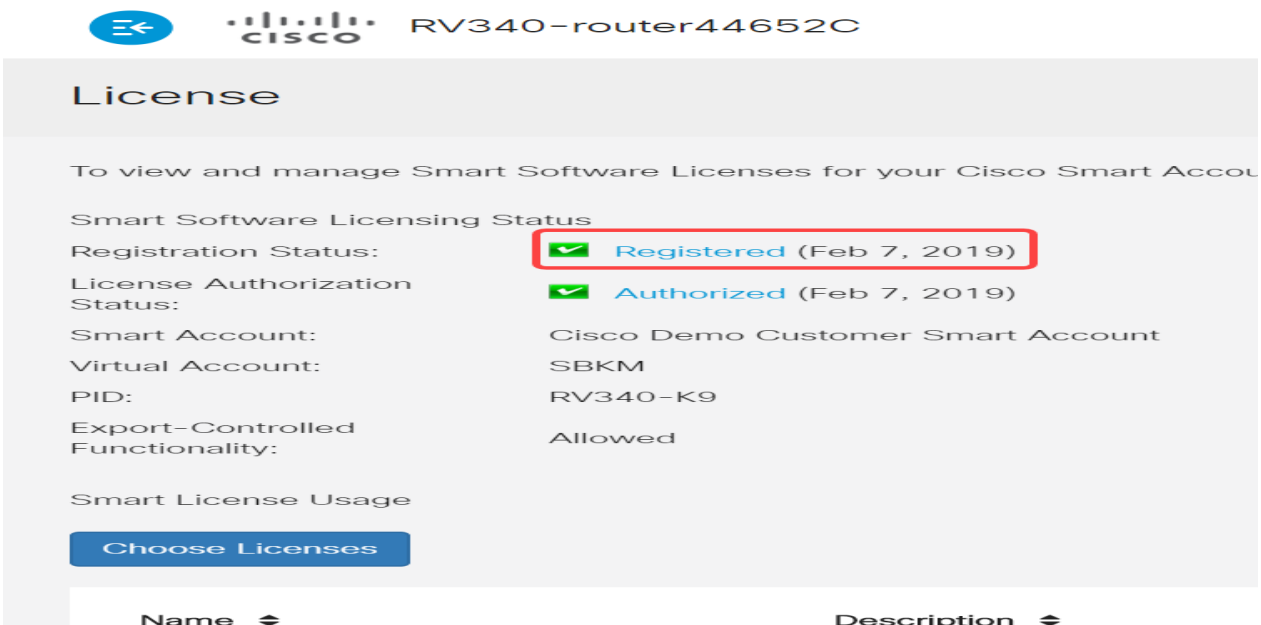 CISCO RV340-router44652C
License
To view and manage Smart Software Licenses for your Cisco Smart
Smart Software Licensing Status
Registration Status: Registered (Feb 7, 2019)
License Authorization
Status: Authorized (Feb 7, 2019)
Smart Account: Cisco Demo Customer Smart Account
Virtual Account: SBKM
PID: RV340-K9
Export-Controlled
Functionality: Allowed
Smart License Usage
Choose Licenses
Name Description